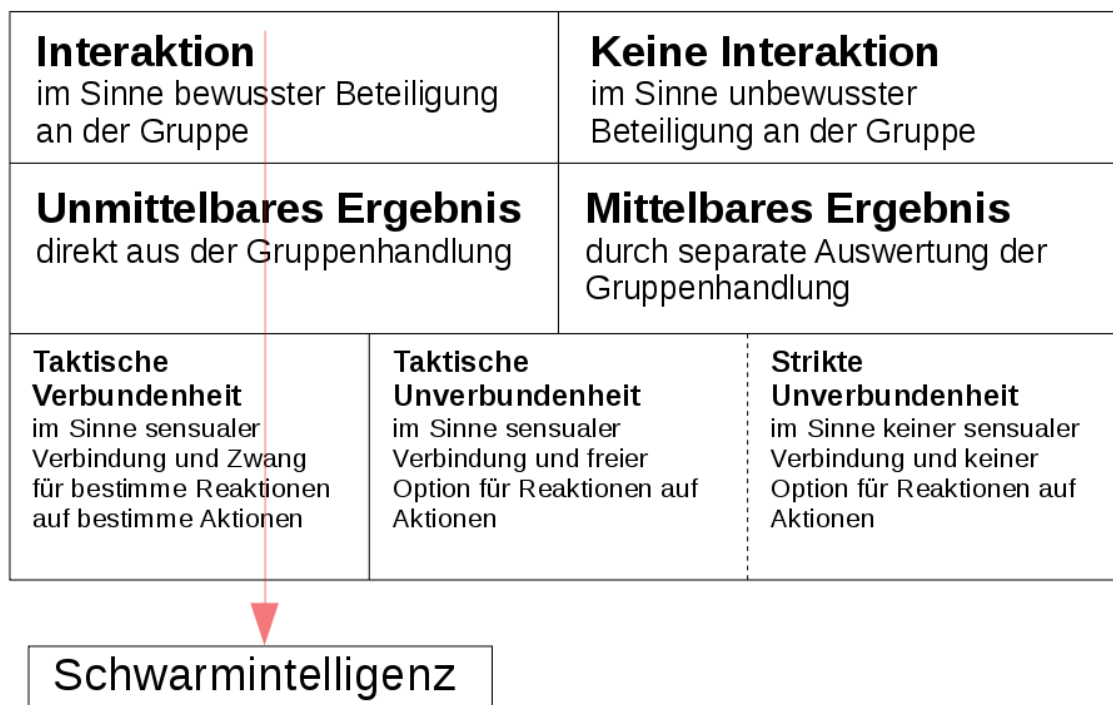 Interaktion
im Sinne bewusster Beteiligung
an der Gruppe
Keine Interaktion
im Sinne unbewusster
Beteiligung an der Gruppe
Unmittelbares Ergebnis
direkt aus der Gruppenhandlung
Mittelbares Ergebnis
durch separate Auswertung der
Gruppenhandlung
Taktische
Verbundenheit
im Sinne sensualer
Verbindung und Zwang
für bestimme Reaktionen
auf bestimme Aktionen
Taktische
Unverbundenheit
im Sinne sensualer
Verbindung und freier
Option für Reaktionen auf
Aktionen
Strikte
Unverbundenheit
im Sinne keiner sensualer
Verbindung und keiner
Option für Reaktionen auf
Aktionen
Schwarmintelligenz